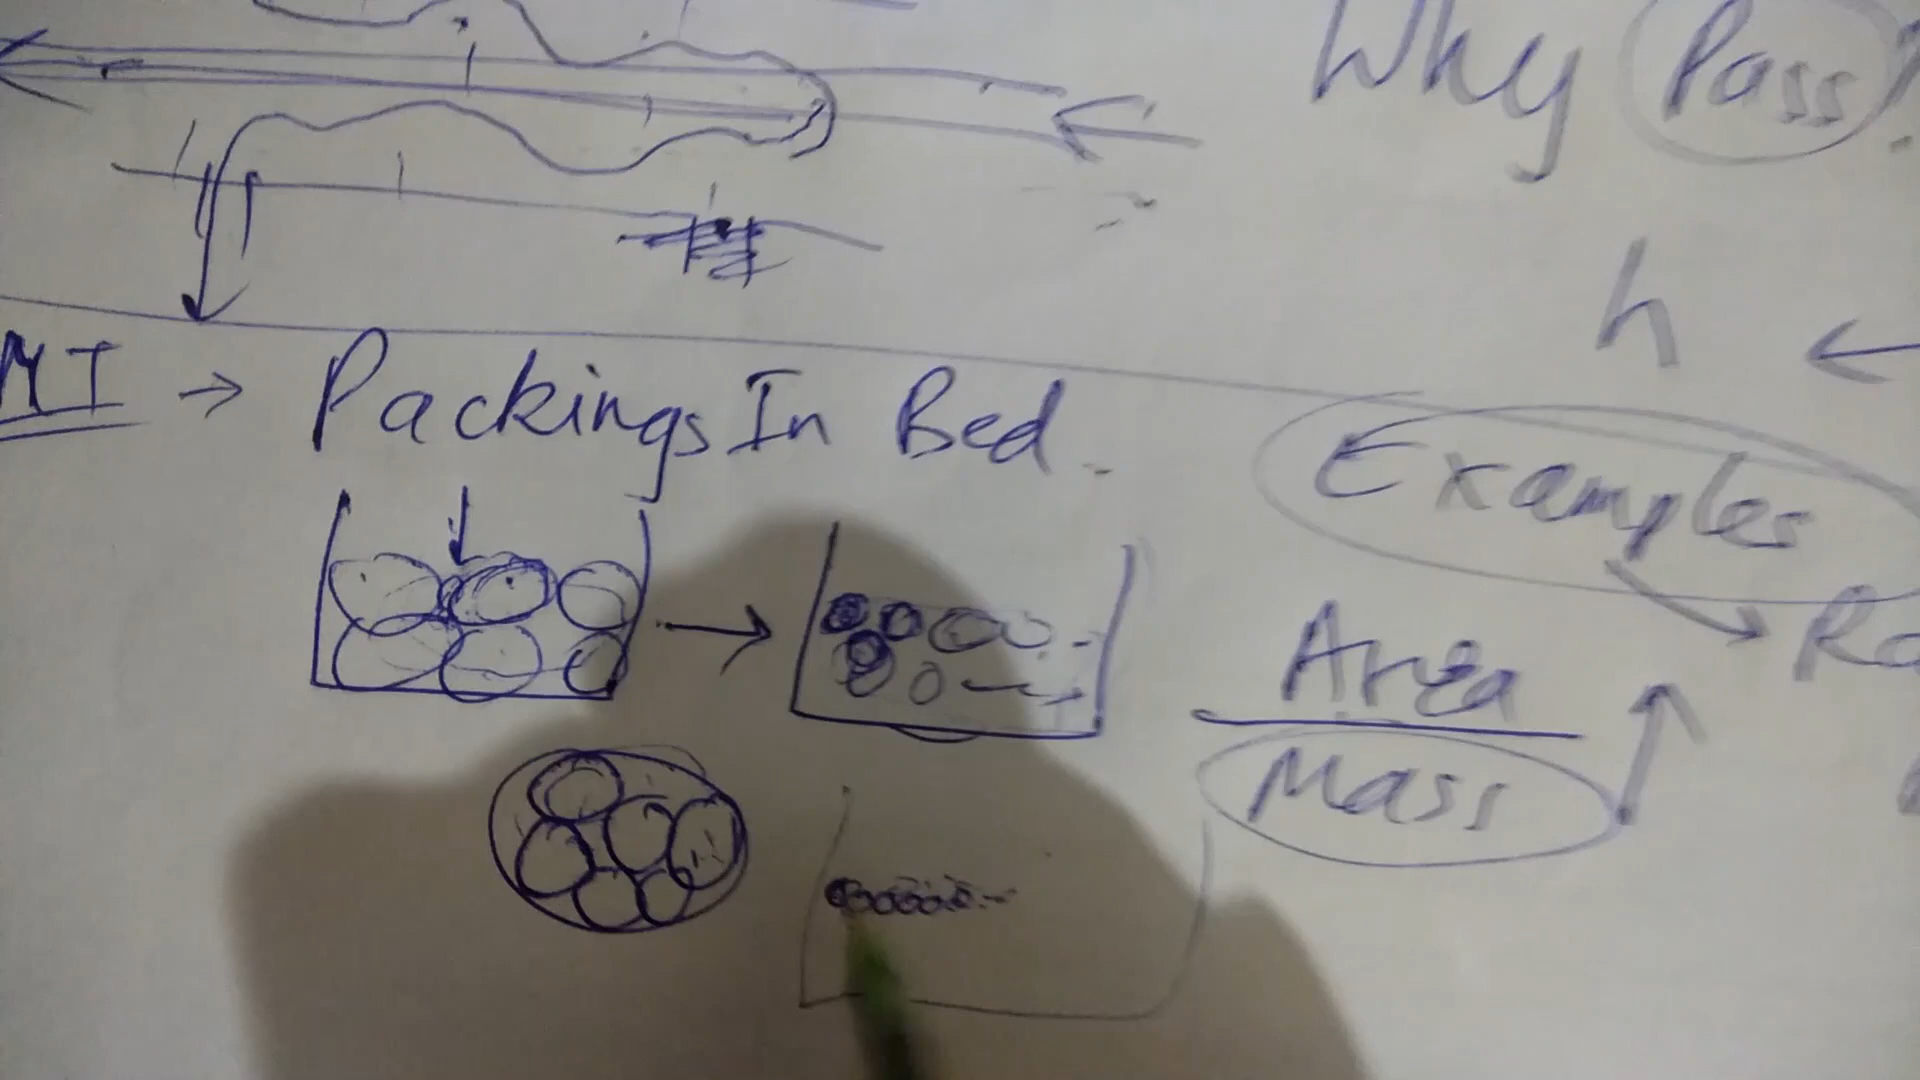 Why Pass?
h
MI → Packings In Bed.
Examples
Area
Mass